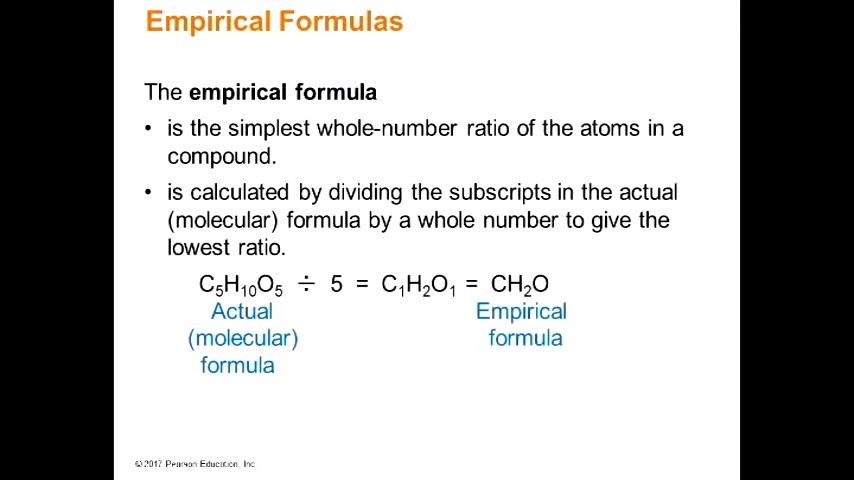 Empirical Formulas
The empirical formula
• is the simplest whole-number ratio of the atoms in a
compound.
• is calculated by dividing the subscripts in the actual
(molecular) formula by a whole number to give the
lowest ratio.
C₅H₁₀O₅ ÷ 5 = C₁H₂O₁ = CH₂O
Actual Empirical
(molecular) formula
formula
© 2017 Pearson Education, Inc.